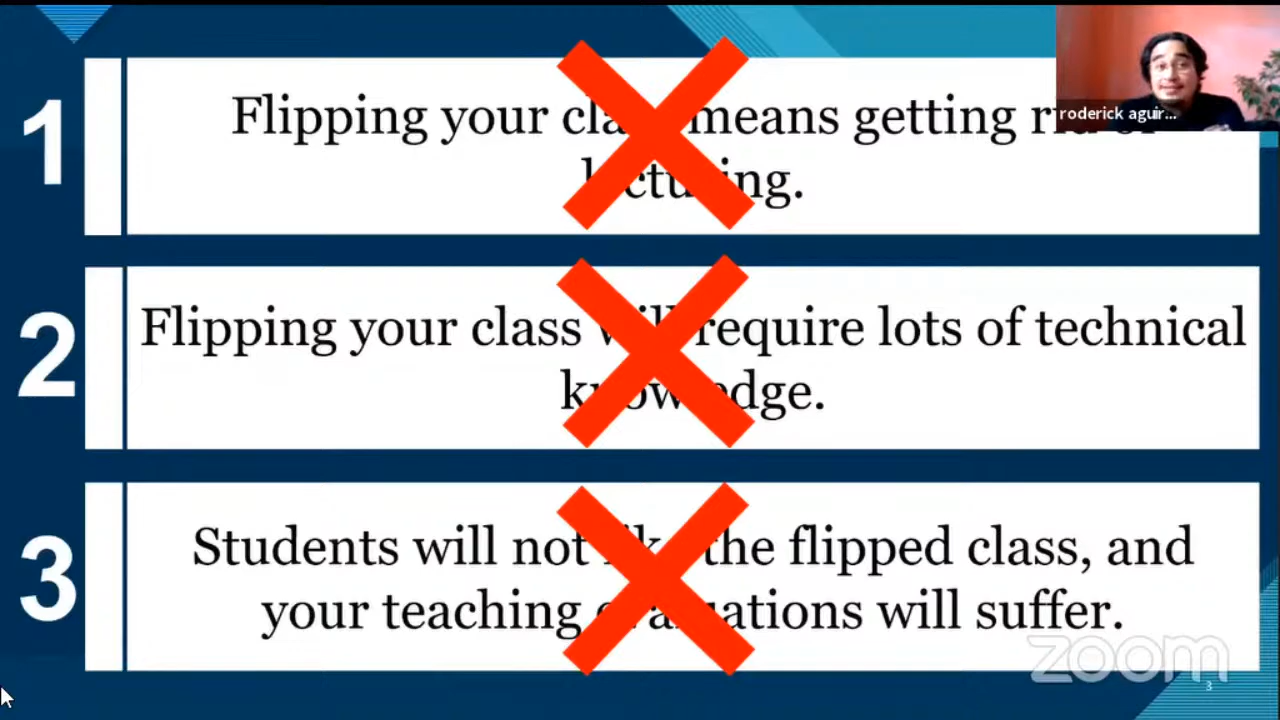 1
Flipping your class means getting rid of
lecturing.
roderick aguir...
2
Flipping your class will require lots of technical
knowledge.
3
Students will not like the flipped class, and
your teaching evaluations will suffer.
zoom
3